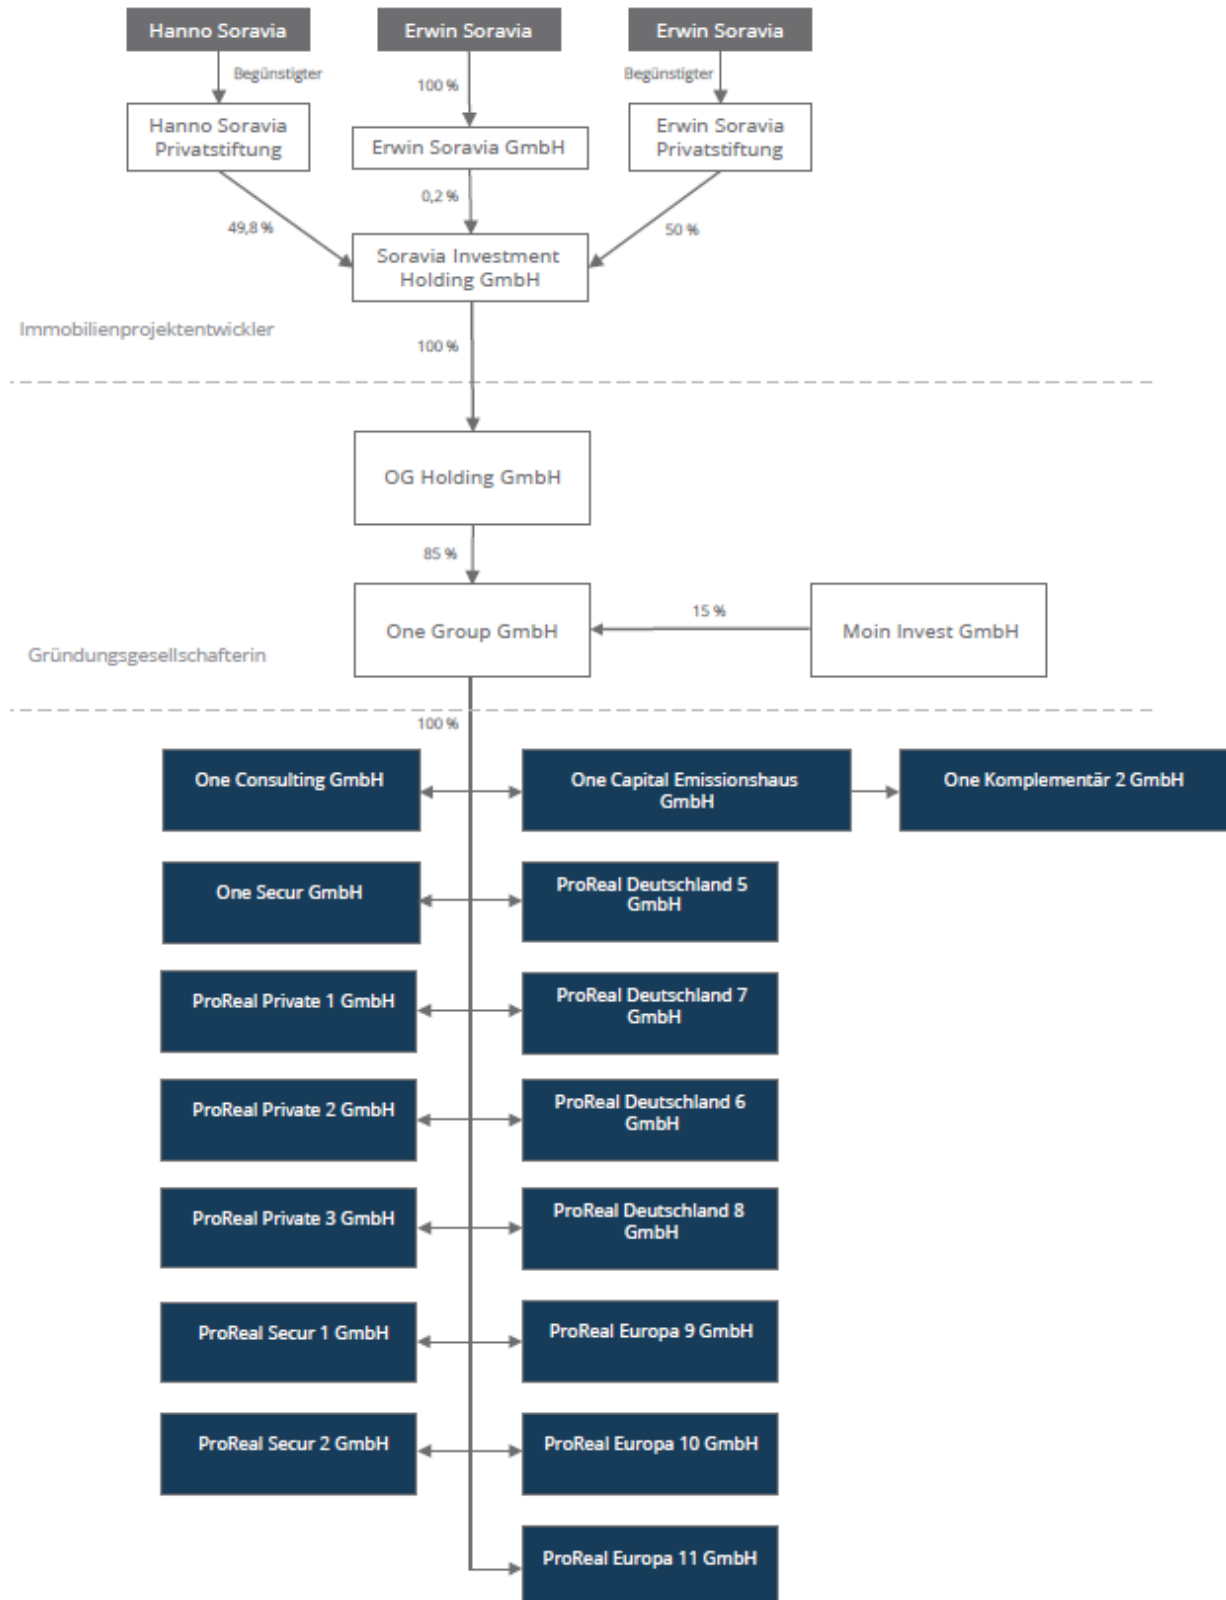 Hanno Soravia
Erwin Soravia
Erwin Soravia
Begünstigter
100 %
Begünstigter
Hanno Soravia
Privatstiftung
Erwin Soravia GmbH
Erwin Soravia
Privatstiftung
49,8 %
0,2 %
50 %
Soravia Investment
Holding GmbH
Immobilienprojektentwickler
100 %
OG Holding GmbH
85 %
One Group GmbH
15 %
Moin Invest GmbH
Gründungsgesellschafterin
100 %
One Consulting GmbH
One Capital Emissionshaus
GmbH
One Komplementär 2 GmbH
One Secur GmbH
ProReal Deutschland 5
GmbH
ProReal Private 1 GmbH
ProReal Deutschland 7
GmbH
ProReal Private 2 GmbH
ProReal Deutschland 6
GmbH
ProReal Private 3 GmbH
ProReal Deutschland 8
GmbH
ProReal Secur 1 GmbH
ProReal Europa 9 GmbH
ProReal Secur 2 GmbH
ProReal Europa 10 GmbH
ProReal Europa 11 GmbH